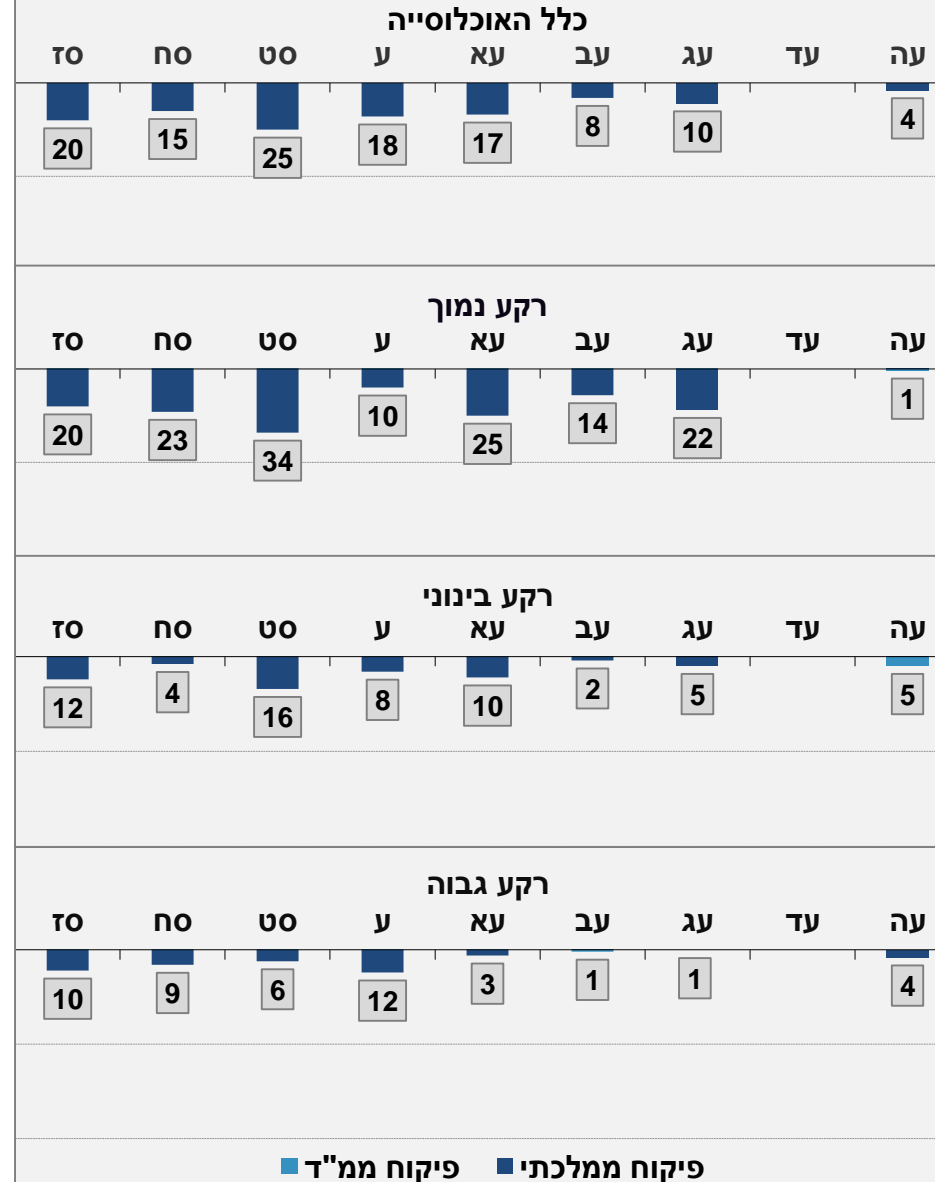 כלל האוכלוסייה
סז סח סט ע עא עב עג עד עה
20 15 25 18 17 8 10 4
רקע נמוך
סז סח סט ע עא עב עג עד עה
20 23 34 10 25 14 22 1
רקע בינוני
סז סח סט ע עא עב עג עד עה
12 4 16 8 10 2 5 5
רקע גבוה
סז סח סט ע עא עב עג עד עה
10 9 6 12 3 1 1 4
פיקוח ממלכתי פיקוח ממ"ד